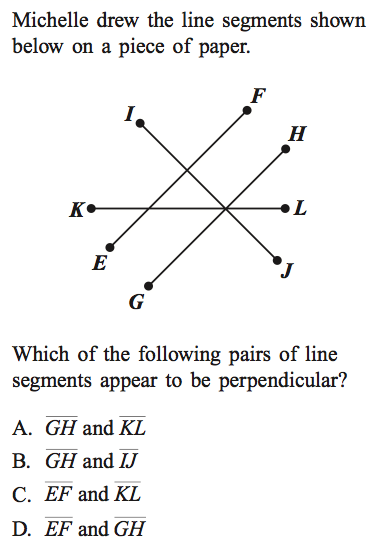 Michelle drew the line segments shown
below on a piece of paper.
F
I
H
K
L
E
J
G
Which of the following pairs of line
segments appear to be perpendicular?
A. GH and KL
B. GH and IJ
C. EF and KL
D. EF and GH